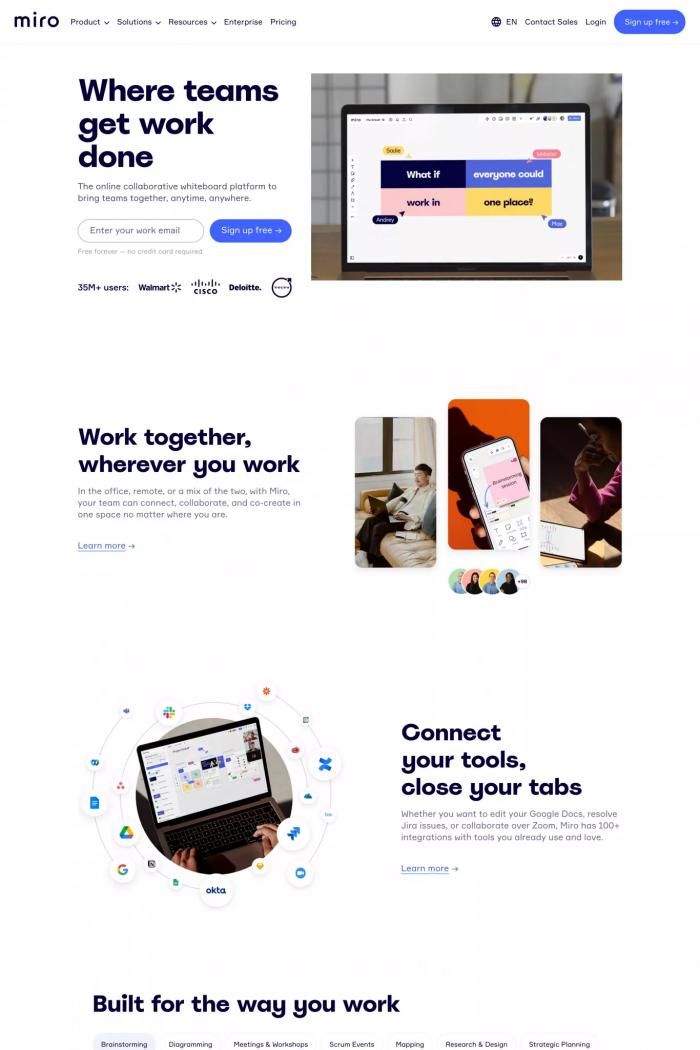 miro
Product Solutions Resources Enterprise Pricing
EN Contact Sales Login Sign up free →
Where teams
get work
done
The online collaborative whiteboard platform to
bring teams together, anytime, anywhere.
Enter your work email Sign up free →
Free forever — no credit card required
35M+ users: Walmart CISCO Deloitte. VOLVO
miro
Sadie
Webster
What if everyone could
work in one place?
Andrey
Mae
Work together,
wherever you work
In the office, remote, or a mix of the two, with Miro,
your team can connect, collaborate, and co-create in
one space no matter where you are.
Learn more →
Brainstorming
session
+98
okta
Connect
your tools,
close your tabs
Whether you want to edit your Google Docs, resolve
Jira issues, or collaborate over Zoom, Miro has 100+
integrations with tools you already use and love.
Learn more →
Built for the way you work
Brainstorming Diagramming Meetings & Workshops Scrum Events Mapping Research & Design Strategic Planning